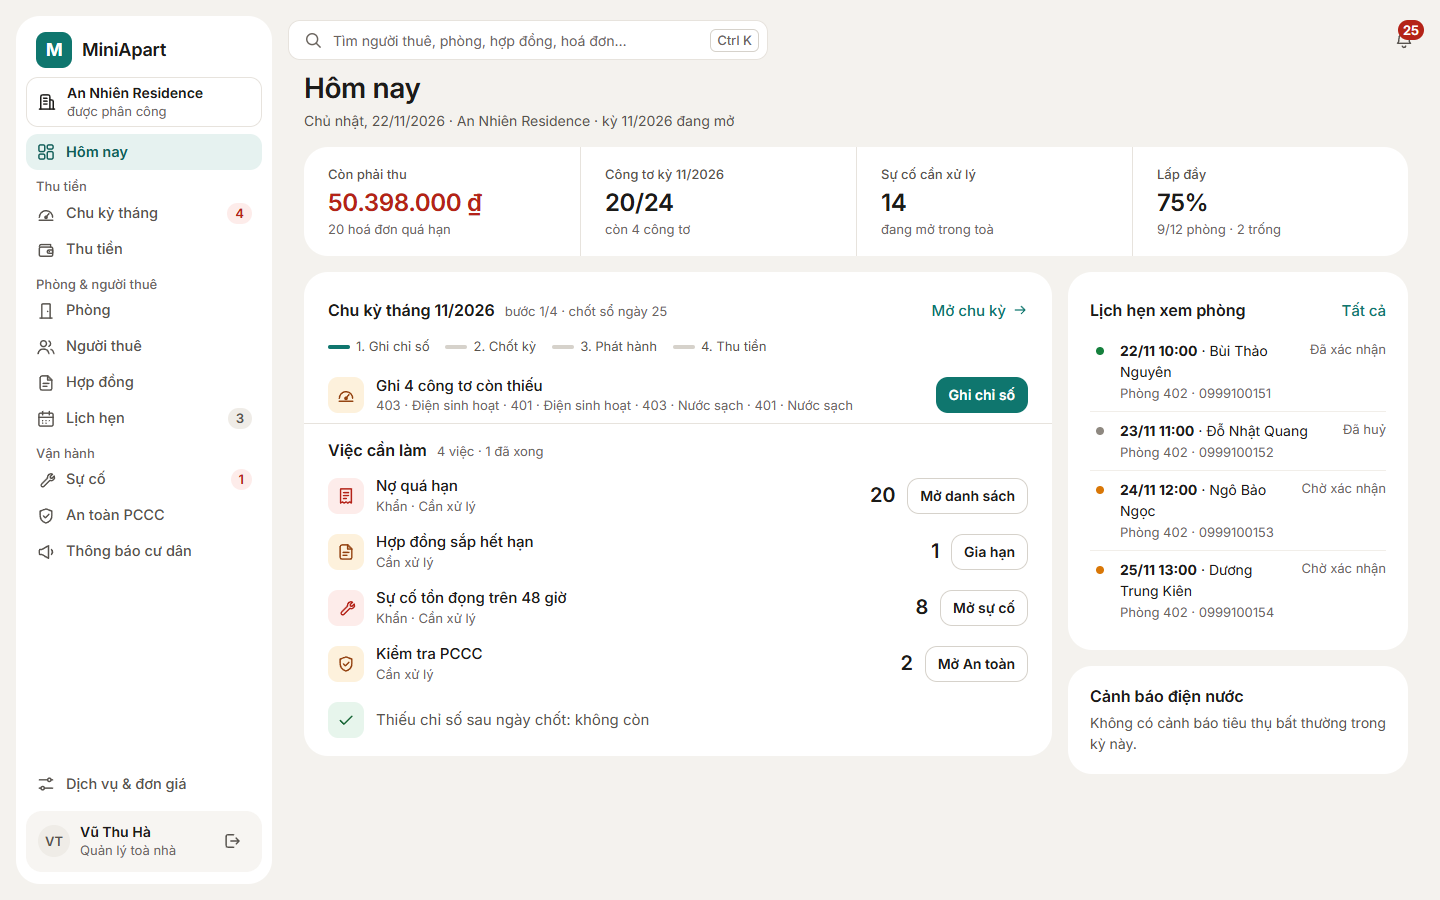 M MiniApart
An Nhiên Residence
được phân công
Hôm nay
Thu tiền
Chu kỳ tháng 4
Thu tiền
Phòng & người thuê
Phòng
Người thuê
Hợp đồng
Lịch hẹn 3
Vận hành
Sự cố 1
An toàn PCCC
Thông báo cư dân
Dịch vụ & đơn giá
VT
Vũ Thu Hà
Quản lý toà nhà
Tìm người thuê, phòng, hợp đồng, hoá đơn... Ctrl K
25
Hôm nay
Chủ nhật, 22/11/2026 · An Nhiên Residence · kỳ 11/2026 đang mở
Còn phải thu
50.398.000 ₫
20 hoá đơn quá hạn
Công tơ kỳ 11/2026
20/24
còn 4 công tơ
Sự cố cần xử lý
14
đang mở trong toà
Lấp đầy
75%
9/12 phòng · 2 trống
Chu kỳ tháng 11/2026 bước 1/4 · chốt sổ ngày 25 Mở chu kỳ →
1. Ghi chỉ số 2. Chốt kỳ 3. Phát hành 4. Thu tiền
Ghi 4 công tơ còn thiếu
403 · Điện sinh hoạt · 401 · Điện sinh hoạt · 403 · Nước sạch · 401 · Nước sạch
Ghi chỉ số
Việc cần làm 4 việc · 1 đã xong
Nợ quá hạn
Khẩn · Cần xử lý
20 Mở danh sách
Hợp đồng sắp hết hạn
Cần xử lý
1 Gia hạn
Sự cố tồn đọng trên 48 giờ
Khẩn · Cần xử lý
8 Mở sự cố
Kiểm tra PCCC
Cần xử lý
2 Mở An toàn
Thiếu chỉ số sau ngày chốt: không còn
Lịch hẹn xem phòng Tất cả
22/11 10:00 · Bùi Thảo Đã xác nhận
Nguyên
Phòng 402 · 0999100151
23/11 11:00 · Đỗ Nhật Quang Đã huỷ
Phòng 402 · 0999100152
24/11 12:00 · Ngô Bảo Chờ xác nhận
Ngọc
Phòng 402 · 0999100153
25/11 13:00 · Dương Chờ xác nhận
Trung Kiên
Phòng 402 · 0999100154
Cảnh báo điện nước
Không có cảnh báo tiêu thụ bất thường trong
kỳ này.